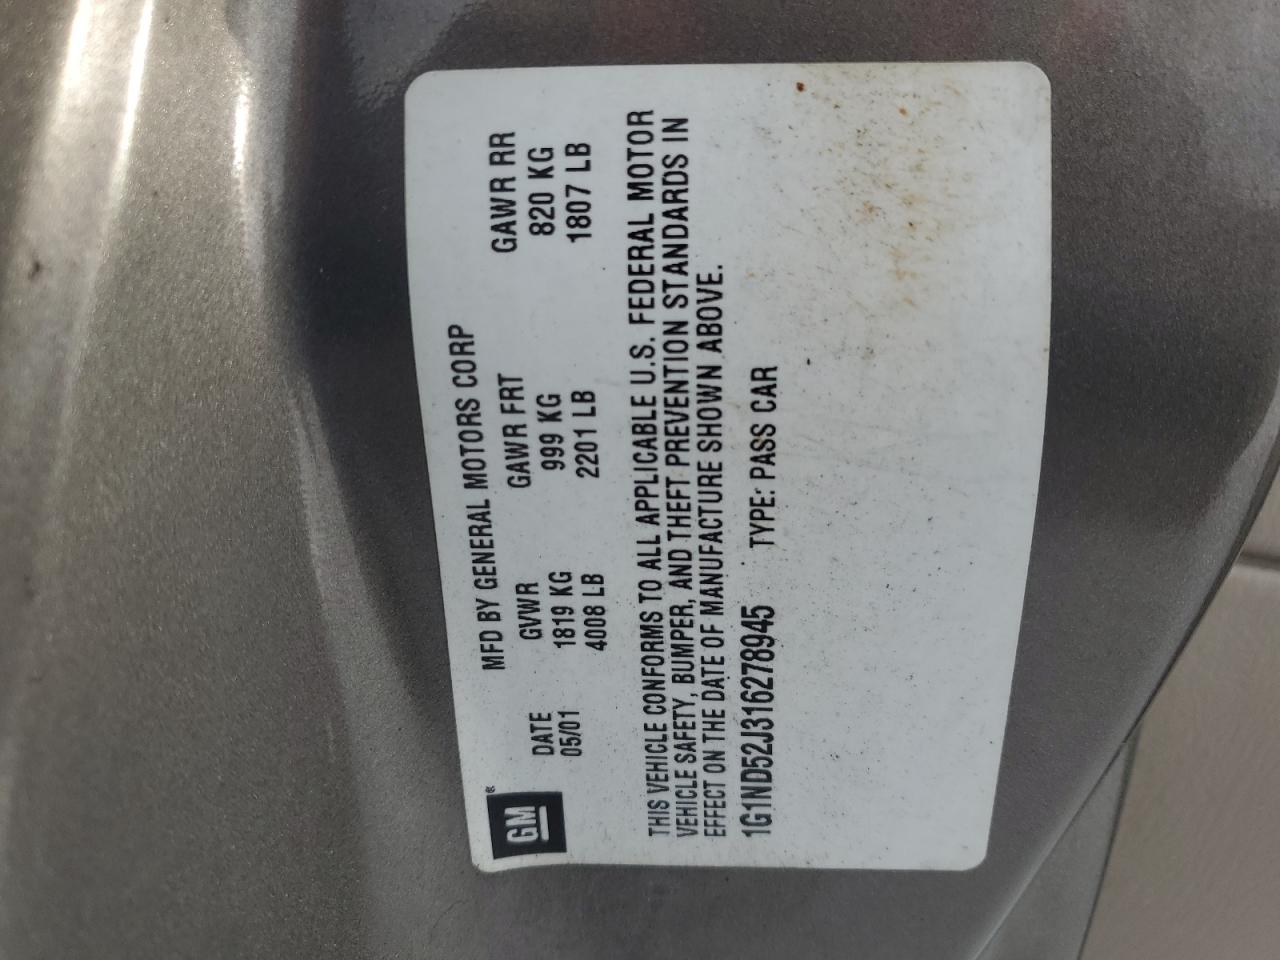 GM®
MFD BY GENERAL MOTORS CORP
DATE GVWR GAWR FRT GAWR RR
05/01 1819 KG 999 KG 820 KG
4008 LB 2201 LB 1807 LB
THIS VEHICLE CONFORMS TO ALL APPLICABLE U.S. FEDERAL MOTOR
VEHICLE SAFETY, BUMPER, AND THEFT PREVENTION STANDARDS IN
EFFECT ON THE DATE OF MANUFACTURE SHOWN ABOVE.
1G1ND52J316278945 TYPE: PASS CAR